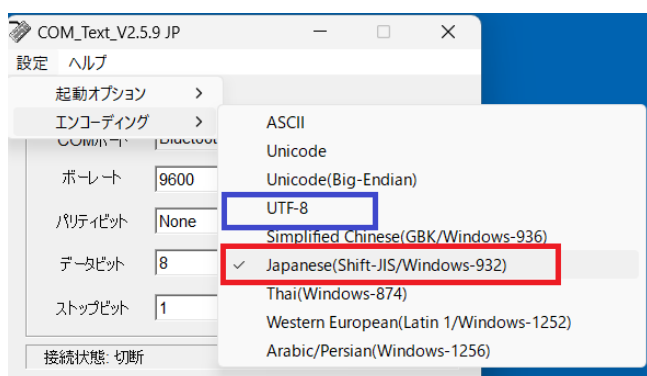 COM_Text_V2.5.9 JP
設定 ヘルプ
起動オプション
エンコーディング
ASCII
Unicode
Unicode(Big-Endian)
UTF-8
Simplified Chinese(GBK/Windows-936)
Japanese(Shift-JIS/Windows-932)
Thai(Windows-874)
Western European(Latin 1/Windows-1252)
Arabic/Persian(Windows-1256)
ボーレート 9600
パリティビット None
データビット 8
ストップビット 1
接続状態: 切断